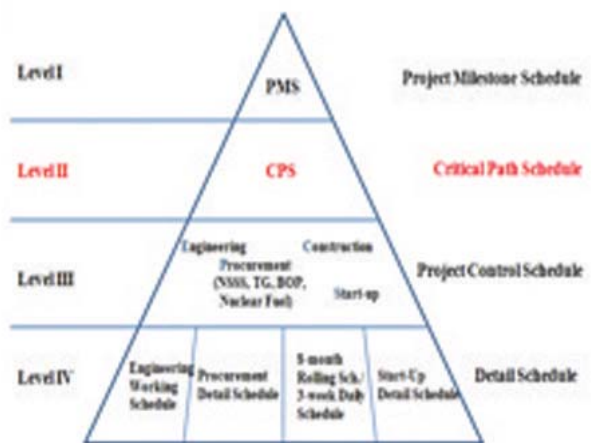 Level I
PMS
Project Milestone Schedule
Level II
CPS
Critical Path Schedule
Level III
Engineering
Construction
Procurement
(NSSS, TG, BOP,
Nuclear Fuel)
Start-up
Project Control Schedule
Level IV
Engineering
Working
Schedule
Procurement
Detail Schedule
8-month
Rolling Sch./
3-week Daily
Schedule
Start-Up
Detail Schedule
Detail Schedule